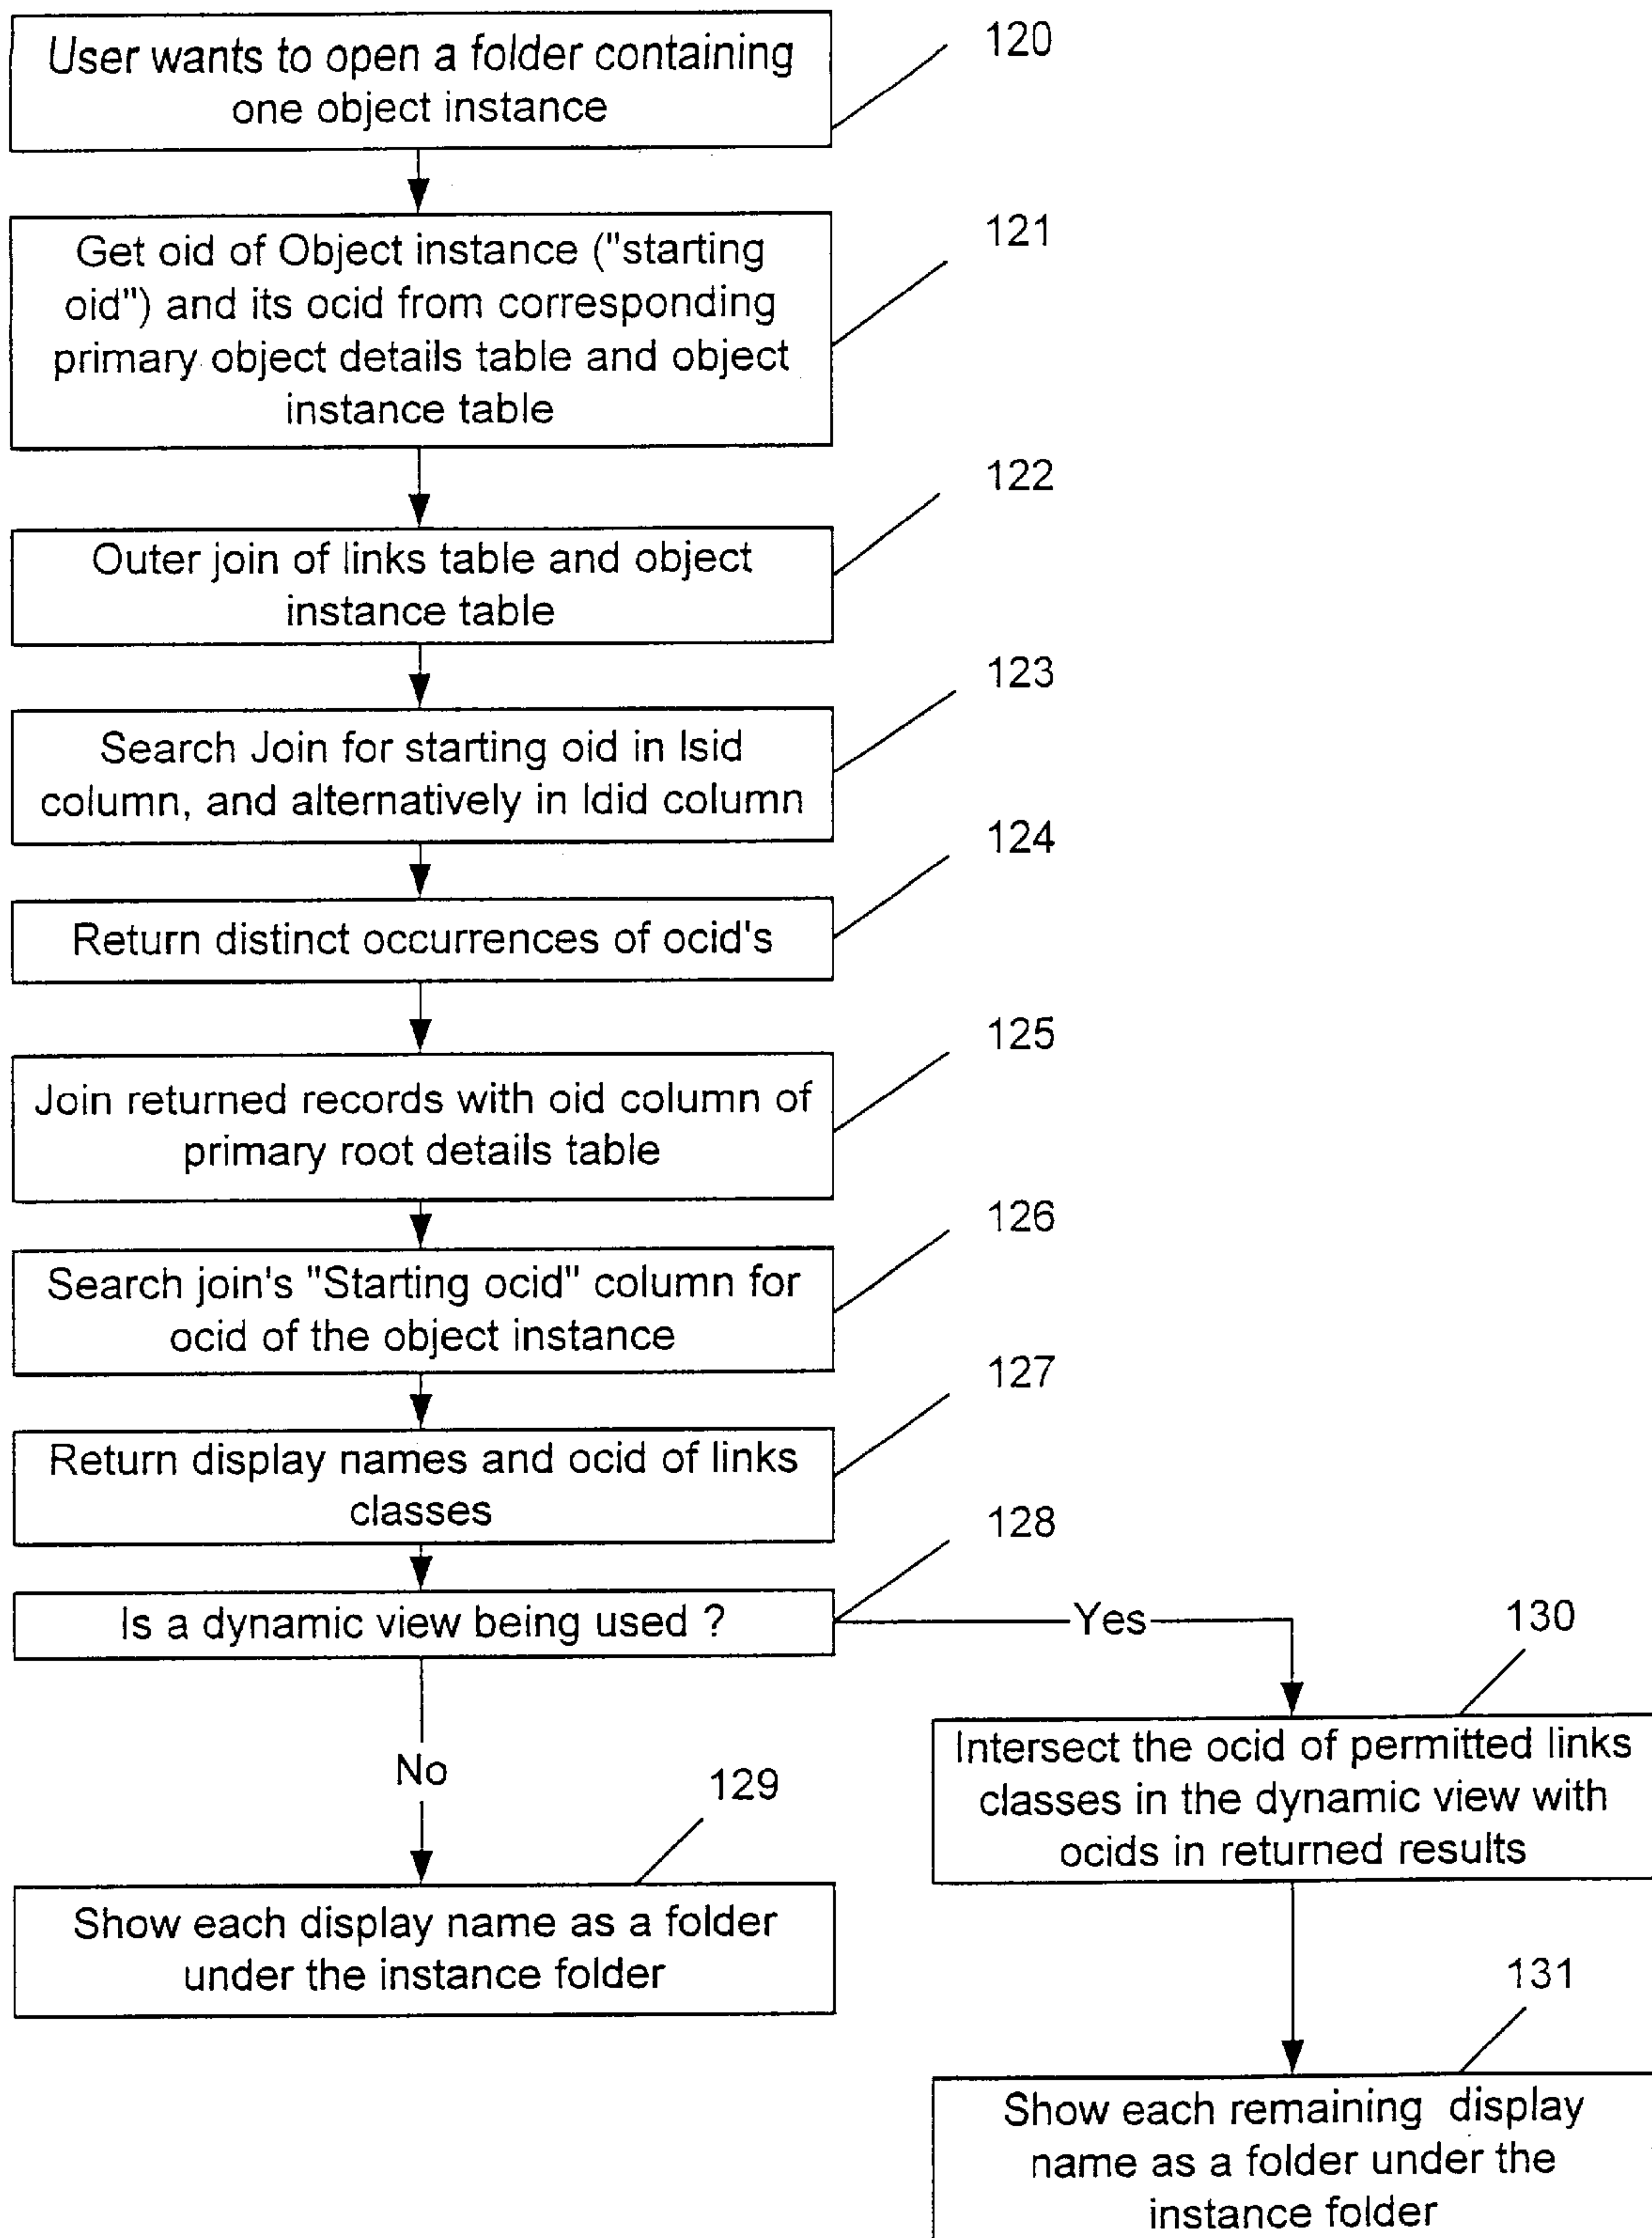 User wants to open a folder containing
one object instance
120
Get oid of Object instance ("starting
oid") and its ocid from corresponding
primary object details table and object
instance table
121
Outer join of links table and object
instance table
122
Search Join for starting oid in lsid
column, and alternatively in ldid column
123
Return distinct occurrences of ocid's
124
Join returned records with oid column of
primary root details table
125
Search join's "Starting ocid" column for
ocid of the object instance
126
Return display names and ocid of links
classes
127
Is a dynamic view being used ?
128
Yes
No
Show each display name as a folder
under the instance folder
129
Intersect the ocid of permitted links
classes in the dynamic view with
ocids in returned results
130
Show each remaining display
name as a folder under the
instance folder
131